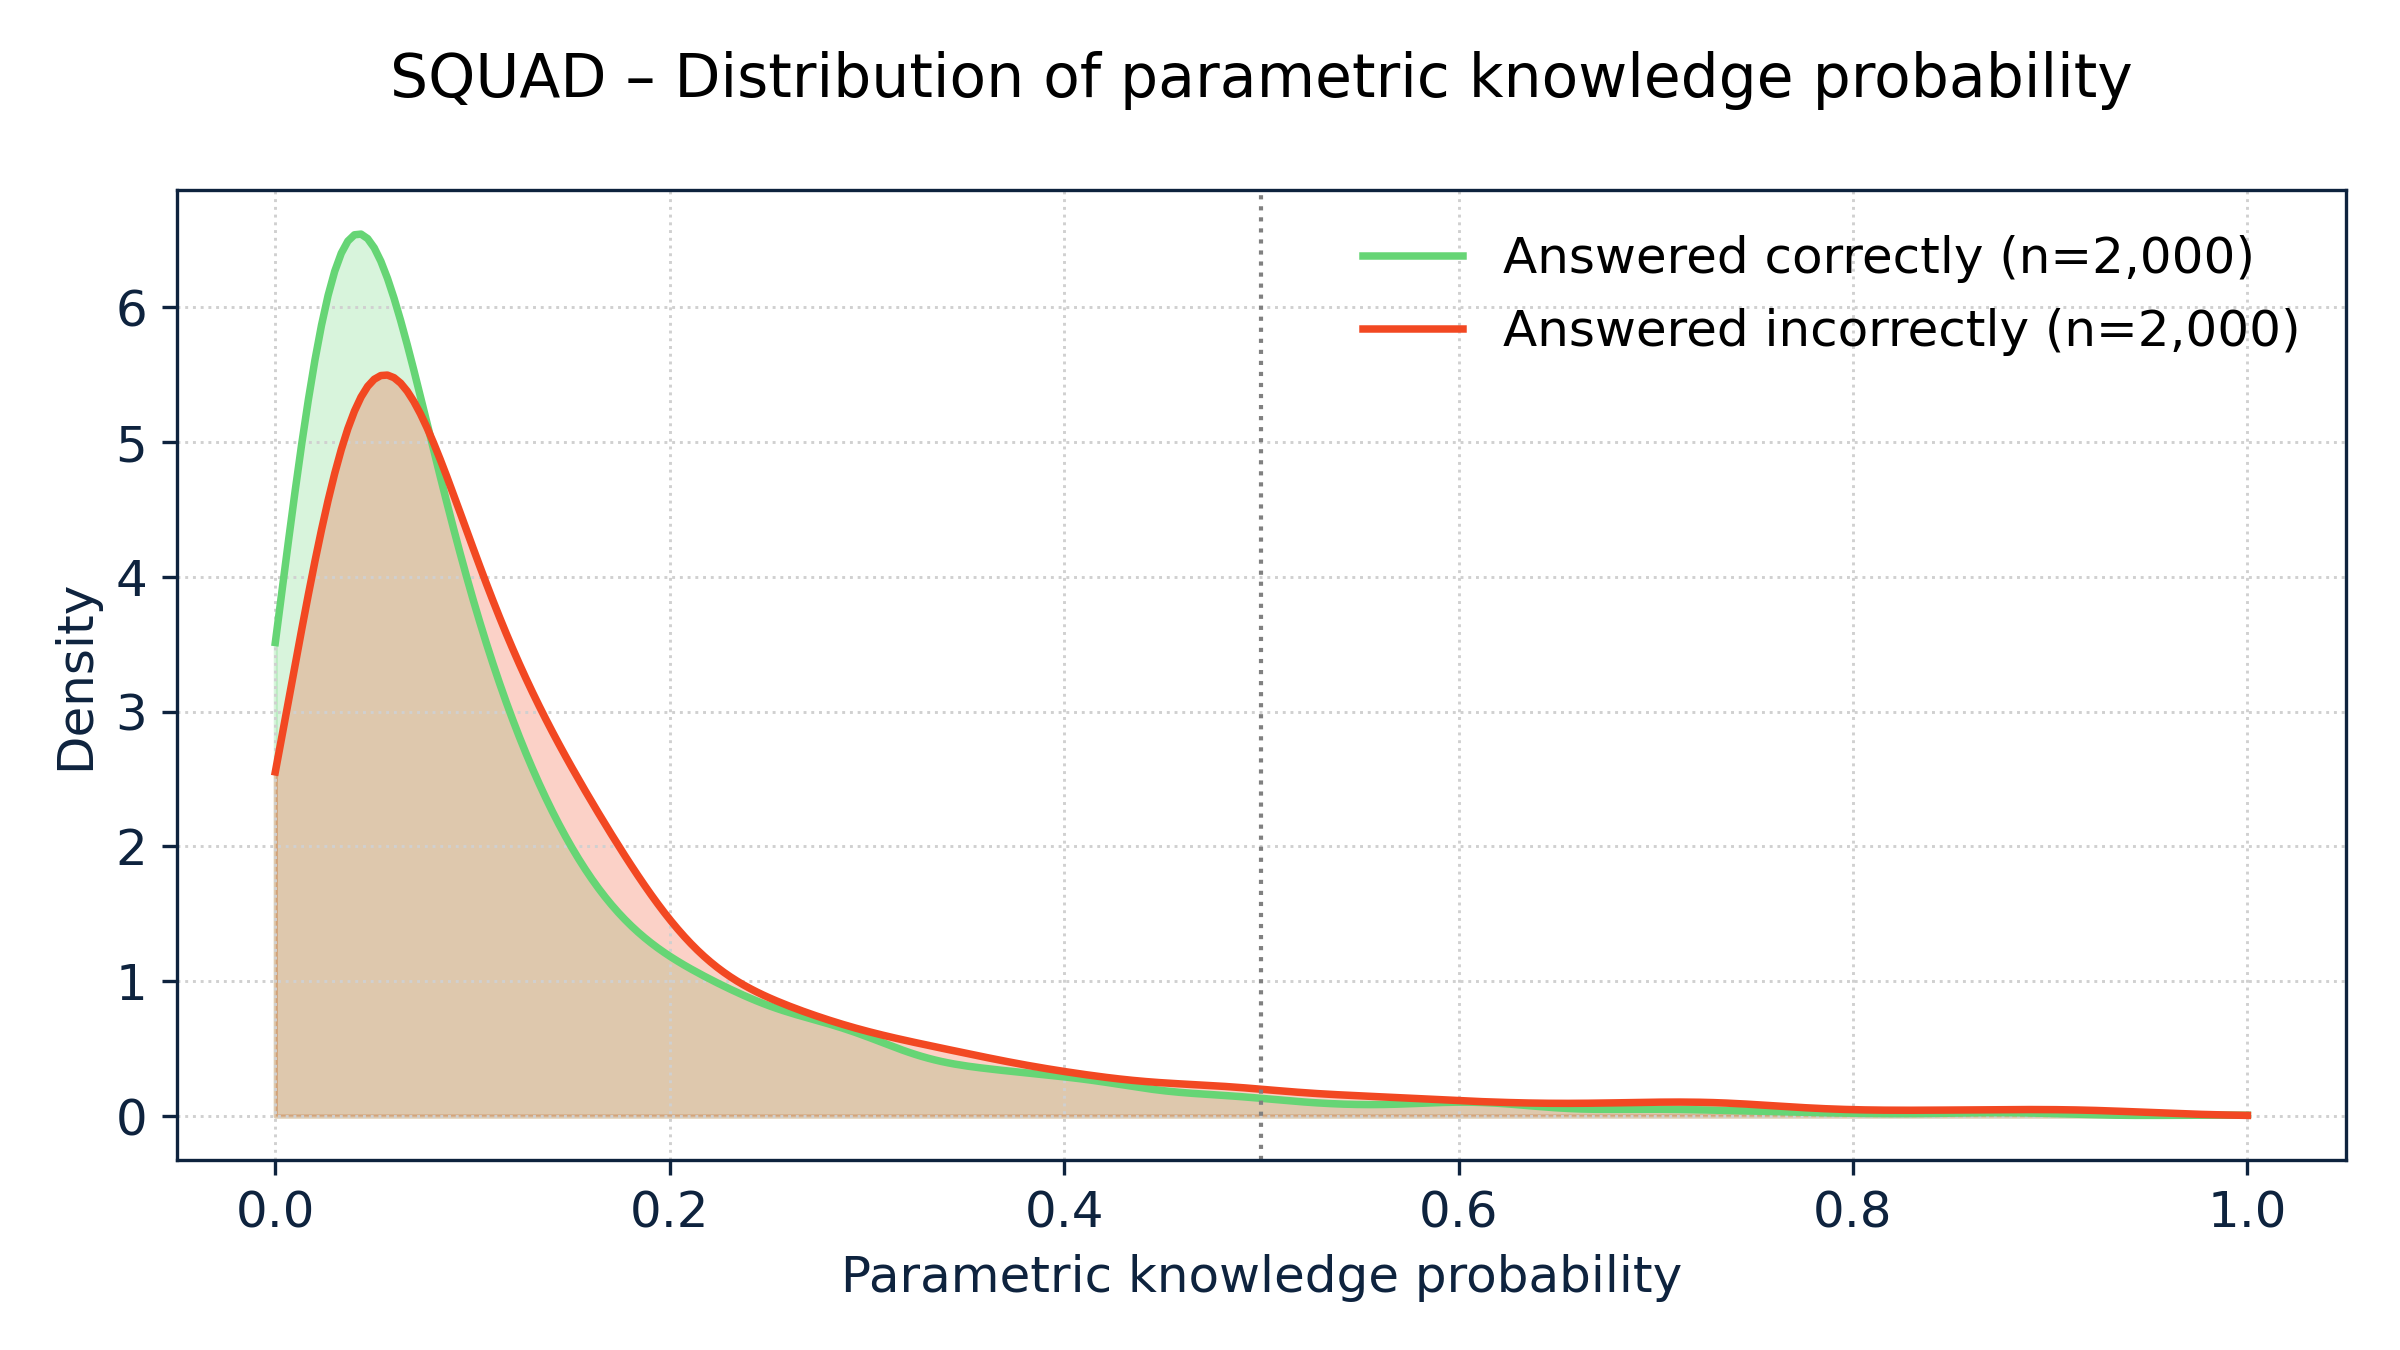 SQUAD – Distribution of parametric knowledge probability
Answered correctly (n=2,000)
Answered incorrectly (n=2,000)
Density
6
5
4
3
2
1
0
0.0 0.2 0.4 0.6 0.8 1.0
Parametric knowledge probability